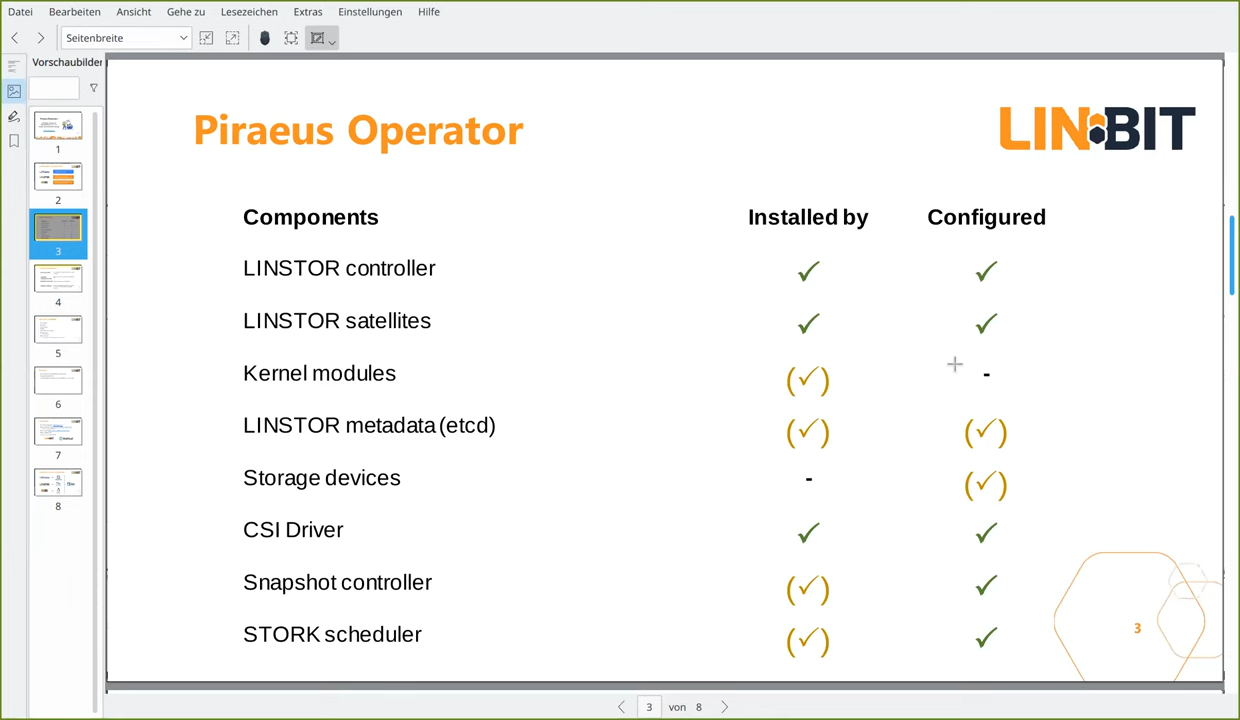 Datei Bearbeiten Ansicht Gehe zu Lesezeichen Extras Einstellungen Hilfe
Seitenbreite
Vorschaubilder
1
2
3
4
5
6
7
8
Piraeus Operator
LINBIT
Components Installed by Configured
LINSTOR controller ✓ ✓
LINSTOR satellites ✓ ✓
Kernel modules (✓) -
LINSTOR metadata (etcd) (✓) (✓)
Storage devices - (✓)
CSI Driver ✓ ✓
Snapshot controller (✓) ✓
STORK scheduler (✓) ✓
3
3 von 8